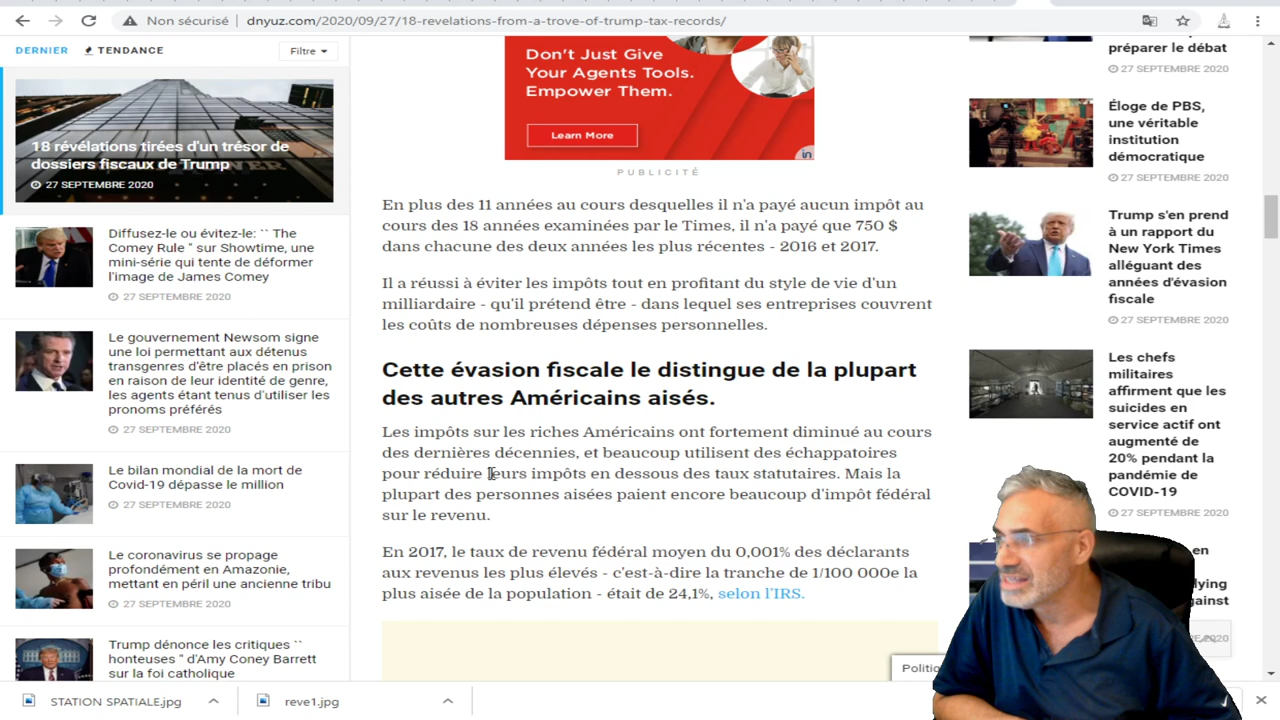 Non sécurisé | dnyuz.com/2020/09/27/18-revelations-from-a-trove-of-trump-tax-records/
DERNIER
TENDANCE
Filtre
18 révélations tirées d'un trésor de
dossiers fiscaux de Trump
27 SEPTEMBRE 2020
Diffusez-le ou évitez-le: `` The
Comey Rule '' sur Showtime, une
mini-série qui tente de déformer
l'image de James Comey
27 SEPTEMBRE 2020
Le gouvernement Newsom signe
une loi permettant aux détenus
transgenres d'être placés en prison
en raison de leur identité de genre,
les agents étant tenus d'utiliser les
pronoms préférés
27 SEPTEMBRE 2020
Le bilan mondial de la mort de
Covid-19 dépasse le million
27 SEPTEMBRE 2020
Le coronavirus se propage
profondément en Amazonie,
mettant en péril une ancienne tribu
27 SEPTEMBRE 2020
Trump dénonce les critiques ``
honteuses '' d'Amy Coney Barrett
sur la foi catholique
Don't Just Give
Your Agents Tools.
Empower Them.
Learn More
in
PUBLICITÉ
En plus des 11 années au cours desquelles il n'a payé aucun impôt au
cours des 18 années examinées par le Times, il n'a payé que 750 $
dans chacune des deux années les plus récentes - 2016 et 2017.
Il a réussi à éviter les impôts tout en profitant du style de vie d'un
milliardaire - qu'il prétend être - dans lequel ses entreprises couvrent
les coûts de nombreuses dépenses personnelles.
Cette évasion fiscale le distingue de la plupart
des autres Américains aisés.
Les impôts sur les riches Américains ont fortement diminué au cours
des dernières décennies, et beaucoup utilisent des échappatoires
pour réduire leurs impôts en dessous des taux statutaires. Mais la
plupart des personnes aisées paient encore beaucoup d'impôt fédéral
sur le revenu.
En 2017, le taux de revenu fédéral moyen du 0,001% des déclarants
aux revenus les plus élevés - c'est-à-dire la tranche de 1/100 000e la
plus aisée de la population - était de 24,1%, selon l'IRS.
préparer le débat
27 SEPTEMBRE 2020
Éloge de PBS,
une véritable
institution
démocratique
27 SEPTEMBRE 2020
Trump s'en prend
à un rapport du
New York Times
alléguant des
années d'évasion
fiscale
27 SEPTEMBRE 2020
Les chefs
militaires
affirment que les
suicides en
service actif ont
augmenté de
20% pendant la
pandémie de
COVID-19
27 SEPTEMBRE 2020
en
STATION SPATIALE.jpg
reve1.jpg